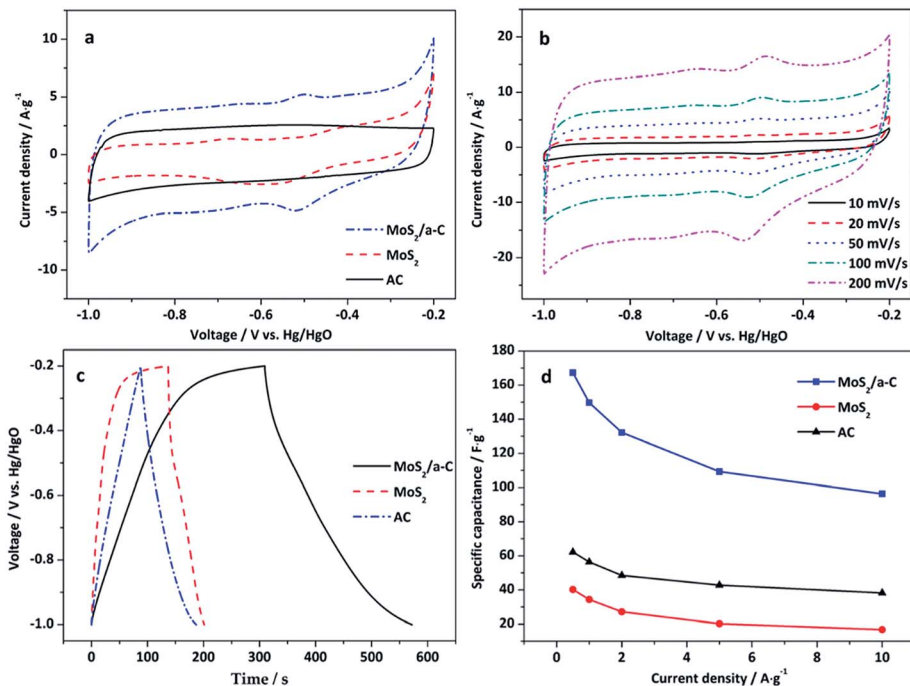 a
10
5
0
-5
-10
-1.0
-0.8
-0.6
-0.4
-0.2
Current density / A·g⁻¹
Voltage / V vs. Hg/HgO
MoS₂/a-C
MoS₂
AC
b
20
10
0
-10
-20
-1.0
-0.8
-0.6
-0.4
-0.2
Current density / A·g⁻¹
Voltage / V vs. Hg/HgO
10 mV/s
20 mV/s
50 mV/s
100 mV/s
200 mV/s
c
-0.2
-0.4
-0.6
-0.8
-1.0
0
100
200
300
400
500
600
Voltage / V vs. Hg/HgO
Time / s
MoS₂/a-C
MoS₂
AC
d
180
160
140
120
100
80
60
40
20
0
2
4
6
8
10
Specific capacitance / F·g⁻¹
Current density / A·g⁻¹
MoS₂/a-C
MoS₂
AC